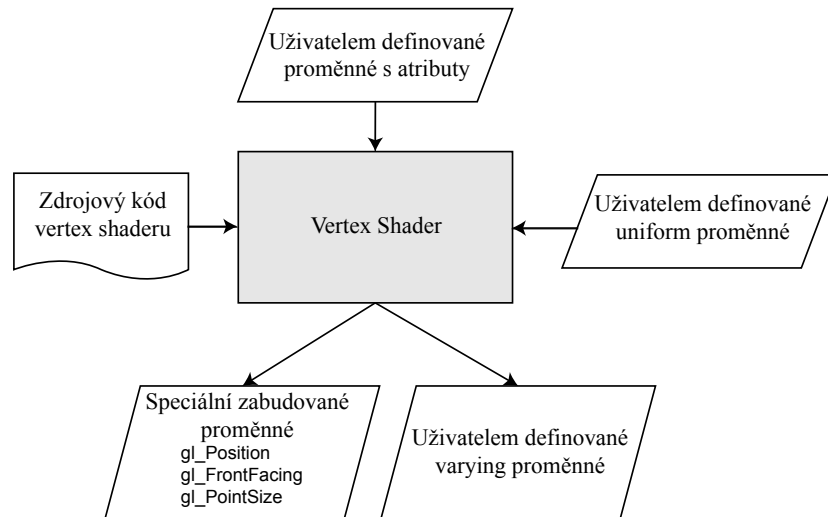 Uživatelem definované
proměnné s atributy
Zdrojový kód
vertex shaderu
Vertex Shader
Uživatelem definované
uniform proměnné
Speciální zabudované
proměnné
gl_Position
gl_FrontFacing
gl_PointSize
Uživatelem definované
varying proměnné